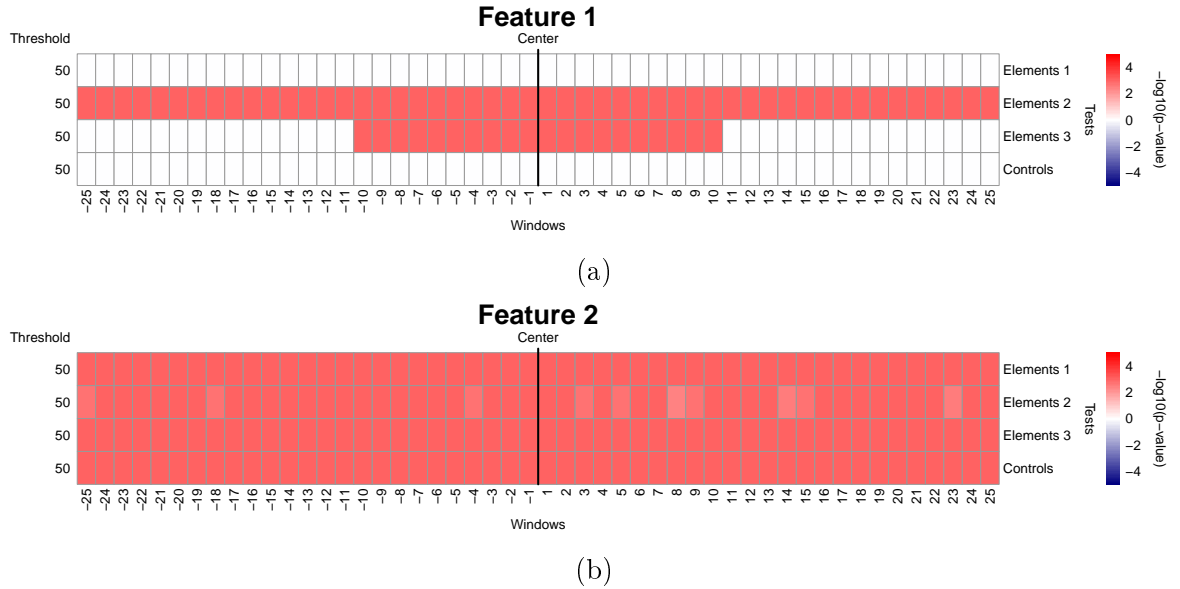 Feature 1
Threshold
Center
50
Elements 1
50
Elements 2
50
Elements 3
50
Controls
−25 −24 −23 −22 −21 −20 −19 −18 −17 −16 −15 −14 −13 −12 −11 −10 −9 −8 −7 −6 −5 −4 −3 −2 −1 1 2 3 4 5 6 7 8 9 10 11 12 13 14 15 16 17 18 19 20 21 22 23 24 25
Windows
Tests
4
2
0
−2
−4
−log10(p−value)
(a)
Feature 2
Threshold
Center
50
Elements 1
50
Elements 2
50
Elements 3
50
Controls
−25 −24 −23 −22 −21 −20 −19 −18 −17 −16 −15 −14 −13 −12 −11 −10 −9 −8 −7 −6 −5 −4 −3 −2 −1 1 2 3 4 5 6 7 8 9 10 11 12 13 14 15 16 17 18 19 20 21 22 23 24 25
Windows
Tests
4
2
0
−2
−4
−log10(p−value)
(b)